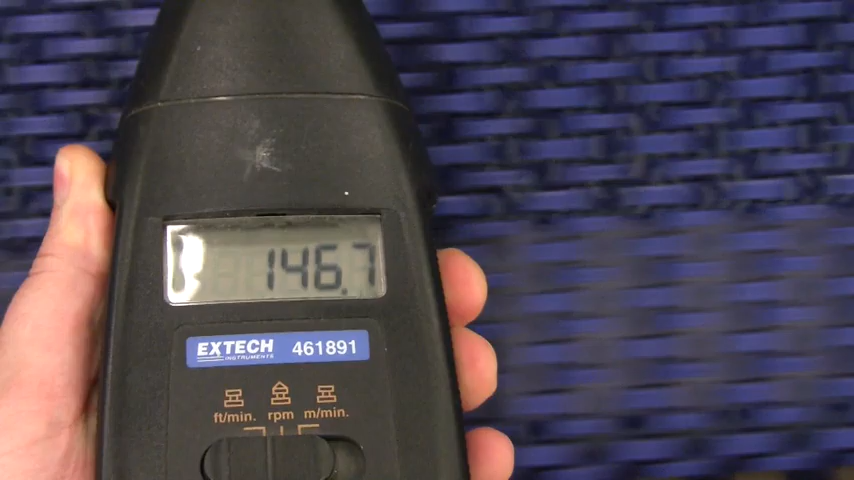 146.7
EXTECH 461891
INSTRUMENTS
ft/min. rpm m/min.